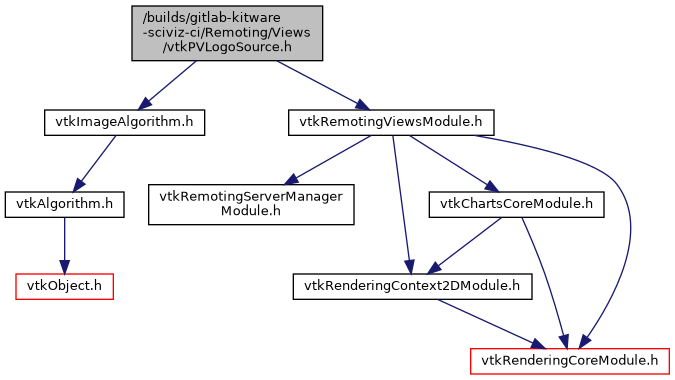 /builds/gitlab-kitware
-sciviz-ci/Remoting/Views
/vtkPVLogoSource.h
vtkImageAlgorithm.h
vtkRemotingViewsModule.h
vtkAlgorithm.h
vtkRemotingServerManager
Module.h
vtkChartsCoreModule.h
vtkObject.h
vtkRenderingContext2DModule.h
vtkRenderingCoreModule.h